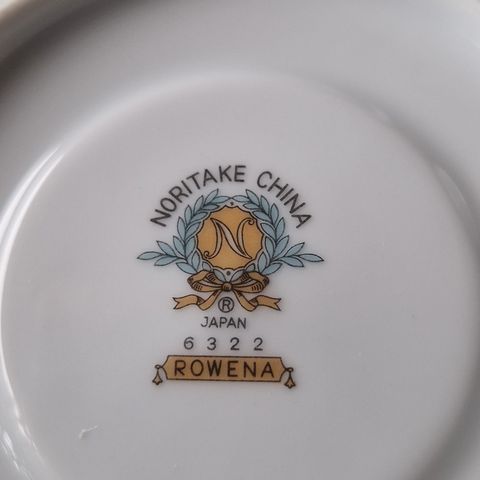 NORITAKE CHINA
N
®
JAPAN
6322
ROWENA